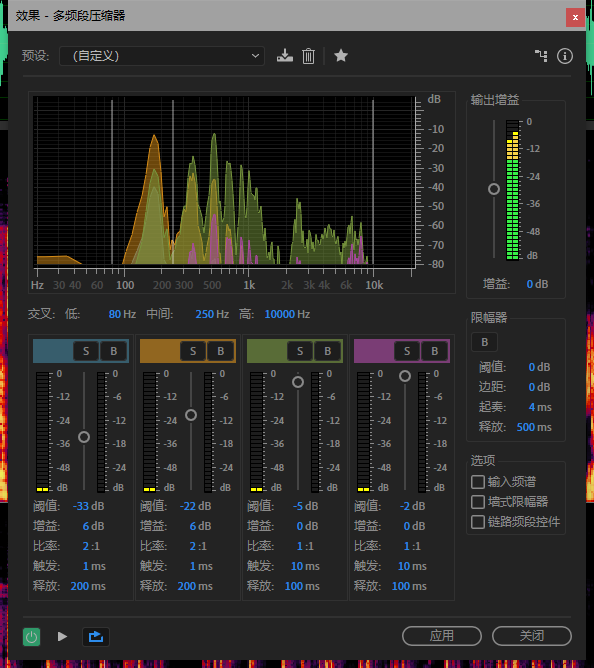 效果 - 多频段压缩器
x
预设: (自定义)
dB
-10
-20
-30
-40
-50
-60
-70
-80
Hz 30 40 60 100 200 300 500 1k 2k 3k 4k 6k 10k
输出增益
0
-12
-24
-36
-48
dB
增益: 0 dB
交叉: 低: 80 Hz 中间: 250 Hz 高: 10000 Hz
限幅器
B
阈值: 0 dB
边距: 0 dB
起奏: 4 ms
释放: 500 ms
S B S B S B S B
0 0 0 0 0 0 0 0
-12 -6 -12 -6 -12 -6 -12 -6
-24 -12 -24 -12 -24 -12 -24 -12
-36 -18 -36 -18 -36 -18 -36 -18
-48 -24 -48 -24 -48 -24 -48 -24
dB dB dB dB dB dB dB dB
阈值: -33 dB 阈值: -22 dB 阈值: -5 dB 阈值: -2 dB
增益: 6 dB 增益: 6 dB 增益: 0 dB 增益: 0 dB
比率: 2 :1 比率: 2 :1 比率: 1 :1 比率: 1 :1
触发: 1 ms 触发: 1 ms 触发: 10 ms 触发: 10 ms
释放: 200 ms 释放: 200 ms 释放: 100 ms 释放: 100 ms
选项
输入频谱
墙式限幅器
链路频段控件
应用 关闭